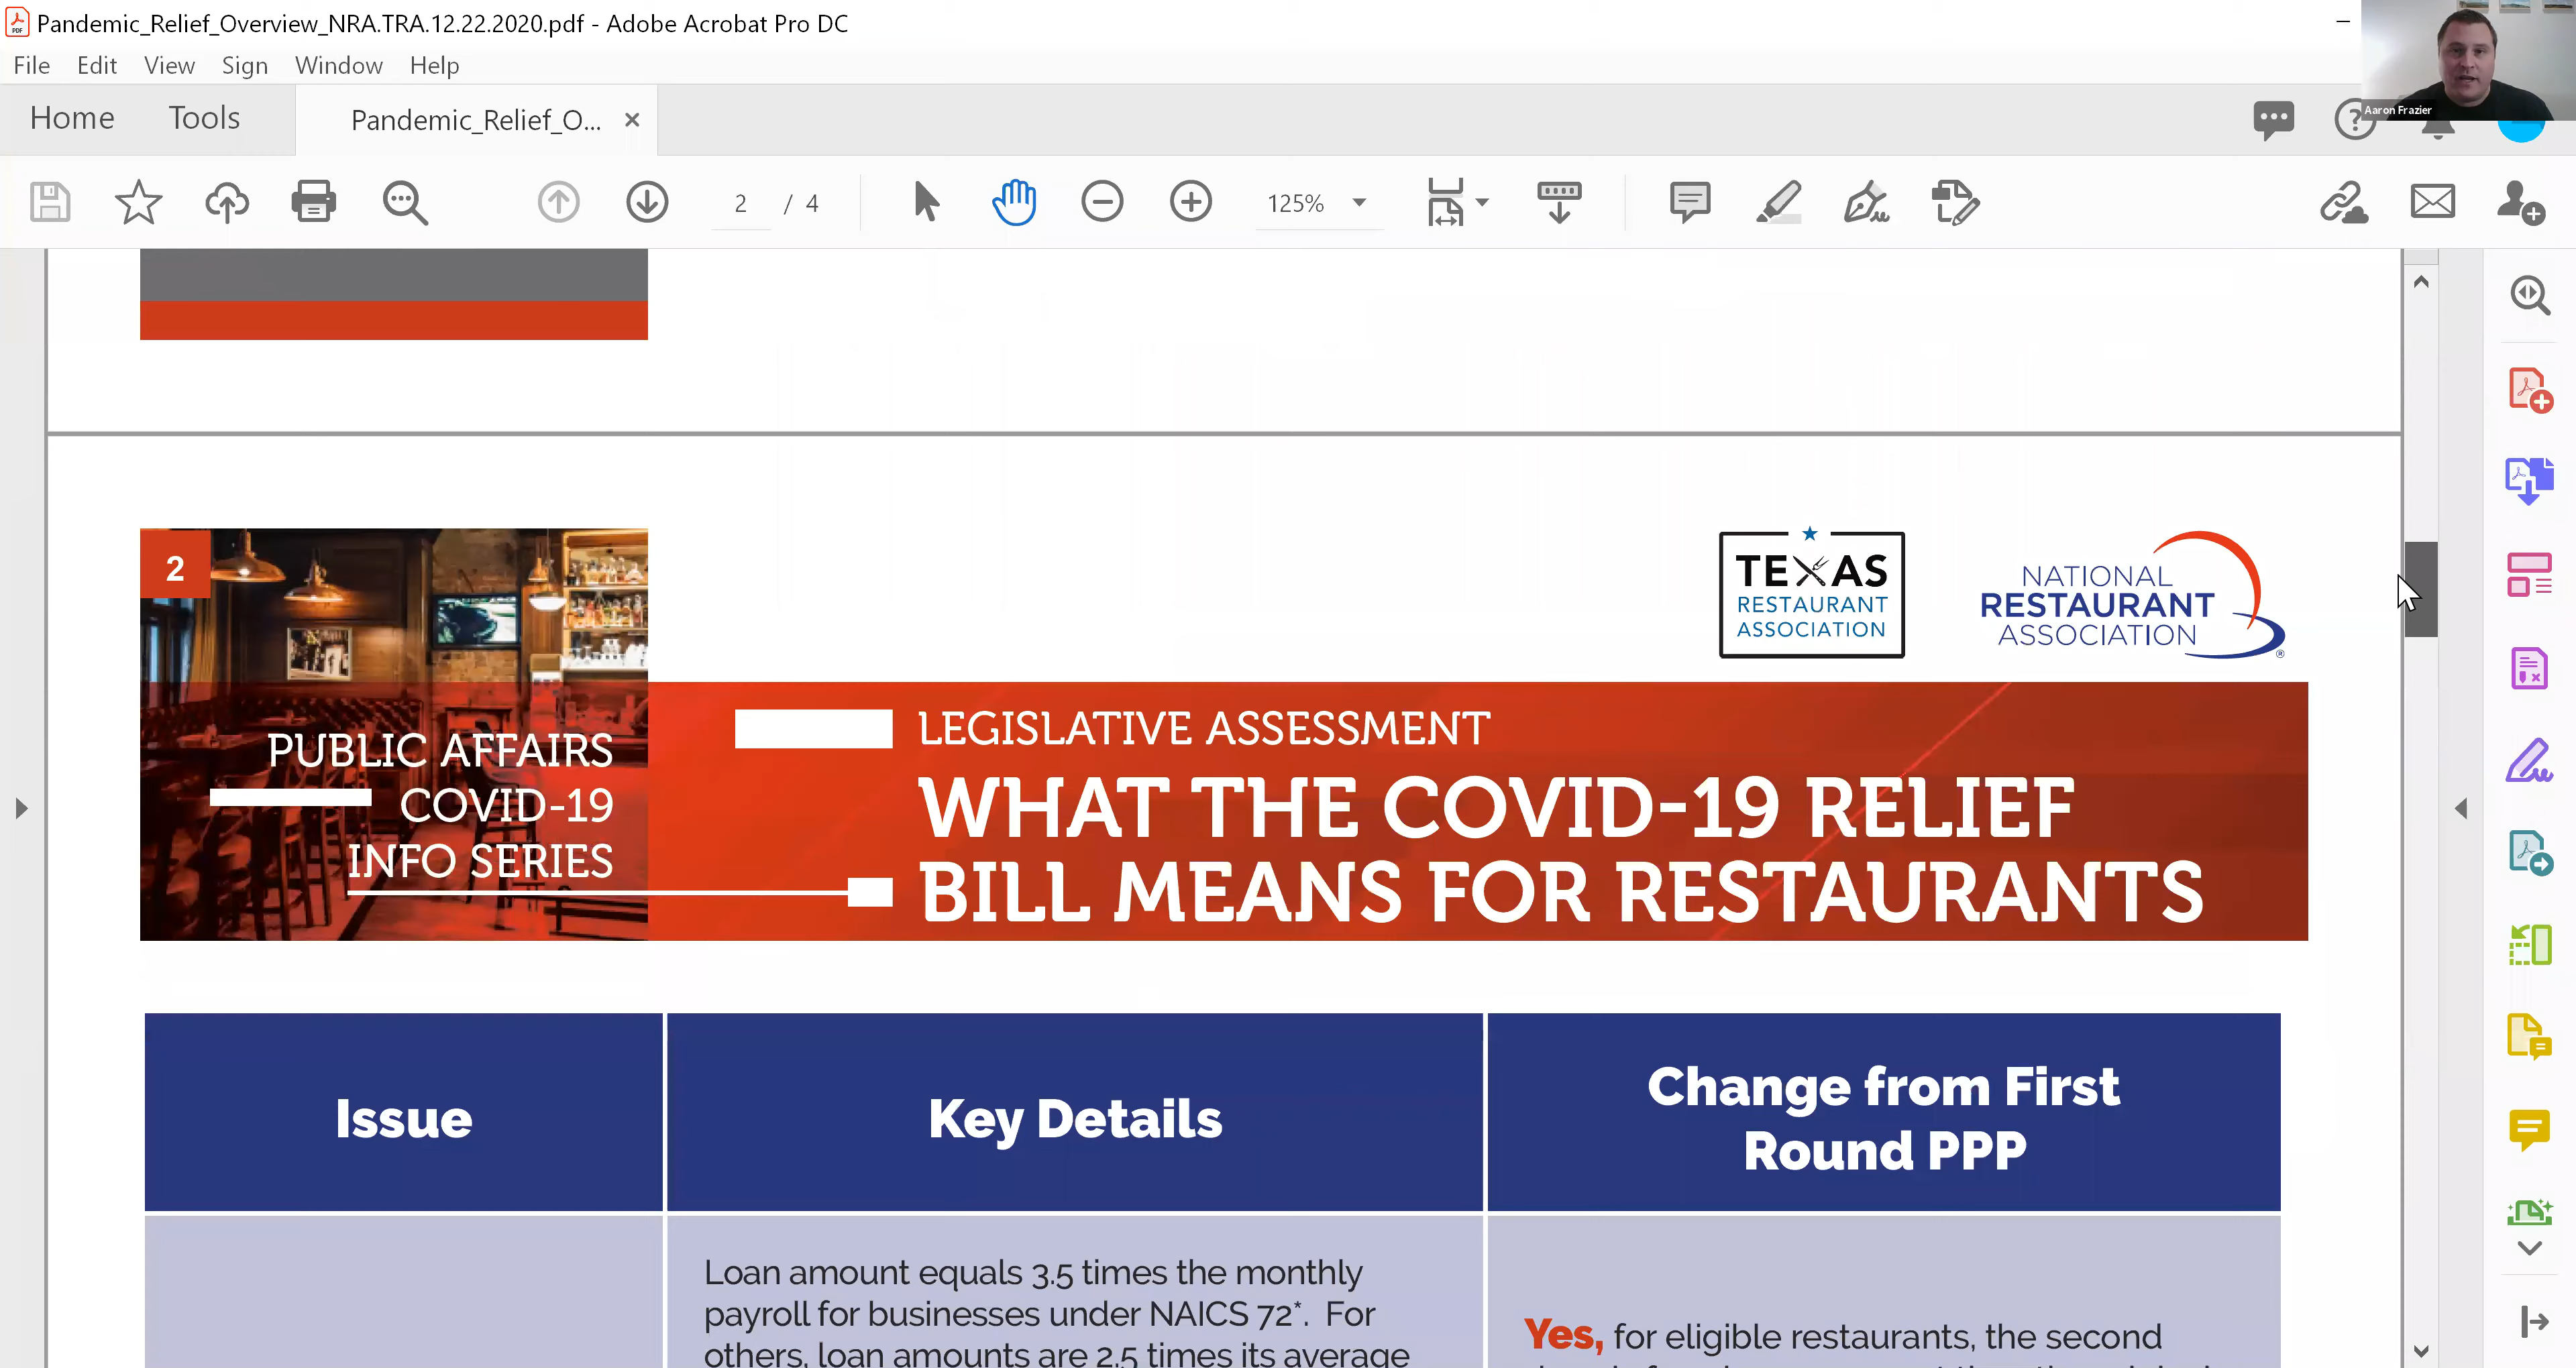 Pandemic_Relief_Overview_NRA.TRA.12.22.2020.pdf - Adobe Acrobat Pro DC
File Edit View Sign Window Help
Home Tools Pandemic_Relief_O... ×
Aaron Frazier
2 / 4 125%
2
TEXAS
RESTAURANT
ASSOCIATION
NATIONAL
RESTAURANT
ASSOCIATION®
PUBLIC AFFAIRS
COVID-19
INFO SERIES
LEGISLATIVE ASSESSMENT
WHAT THE COVID-19 RELIEF
BILL MEANS FOR RESTAURANTS
Issue
Key Details
Change from First
Round PPP
Loan amount equals 3.5 times the monthly
payroll for businesses under NAICS 72*. For
others, loan amounts are 2.5 times its average
Yes, for eligible restaurants, the second